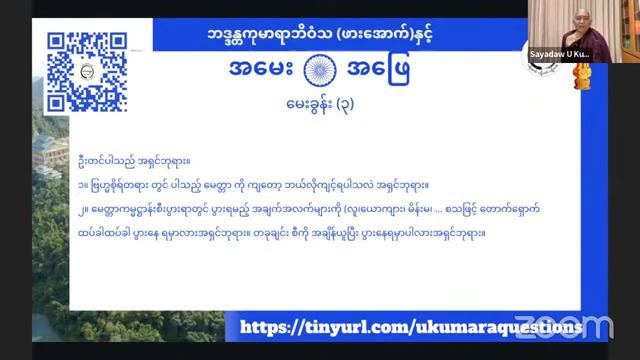 ဘဒ္ဒန္တကုမာရာဘိဝံသ (ဖားအောက်)နှင့်
အမေး အဖြေ
မေးခွန်း (၃)
ဦးတင်ပါသည် အရှင်ဘုရား။
၁။ ဗြဟ္မစိုရ်တရား တွင် ပါသည့် မေတ္တာ ကို ကျတော့ ဘယ်လိုကျင့်ရပါသလဲ အရှင်ဘုရား။
၂။ မေတ္တာကမ္မဋ္ဌာန်းစီးပွားရာတွင် ပွားရမည့် အချက်အလက်များကို (လူ၊ယောကျာ်း၊ မိန်းမ၊ ... စသဖြင့် တောက်ရှောက်
ထပ်ခါထပ်ခါ ပွားနေ ရမှာလားအရှင်ဘုရား။ တခုချင်း စီကို အချိန်ယူပြီး ပွားနေရမှာပါလားအရှင်ဘုရား။
https://tinyurl.com/ukumaraquestions
Sayadaw U Ku...
zoom